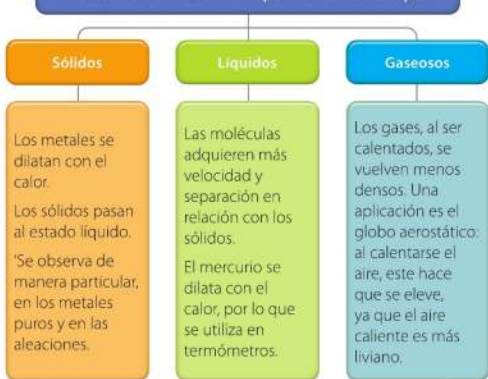 Sólidos
Los metales se
dilatan con el
calor.
Los sólidos pasan
al estado líquido.
'Se observa de
manera particular,
en los metales
puros y en las
aleaciones.
Líquidos
Las moléculas
adquieren más
velocidad y
separación en
relación con los
sólidos.
El mercurio se
dilata con el
calor, por lo que
se utiliza en
termómetros.
Gaseosos
Los gases, al ser
calentados, se
vuelven menos
densos. Una
aplicación es el
globo aerostático:
al calentarse el
aire, este hace
que se eleve,
ya que el aire
caliente es más
liviano.